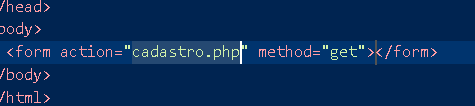 /head>
body>
<form action="cadastro.php" method="get"></form>
/body>
/html>